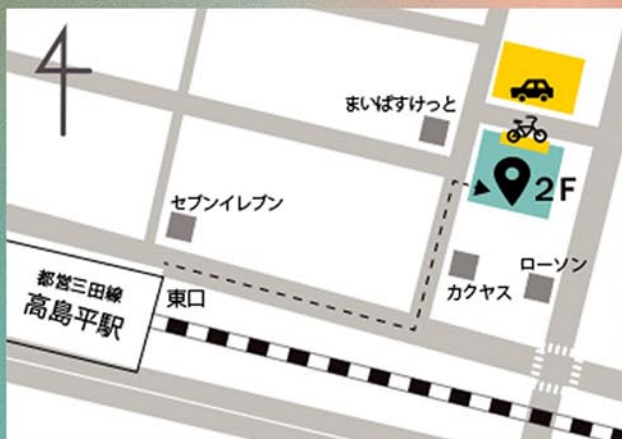 まいばすけっと
2F
セブンイレブン
カクヤス
ローソン
都営三田線
高島平駅
東口